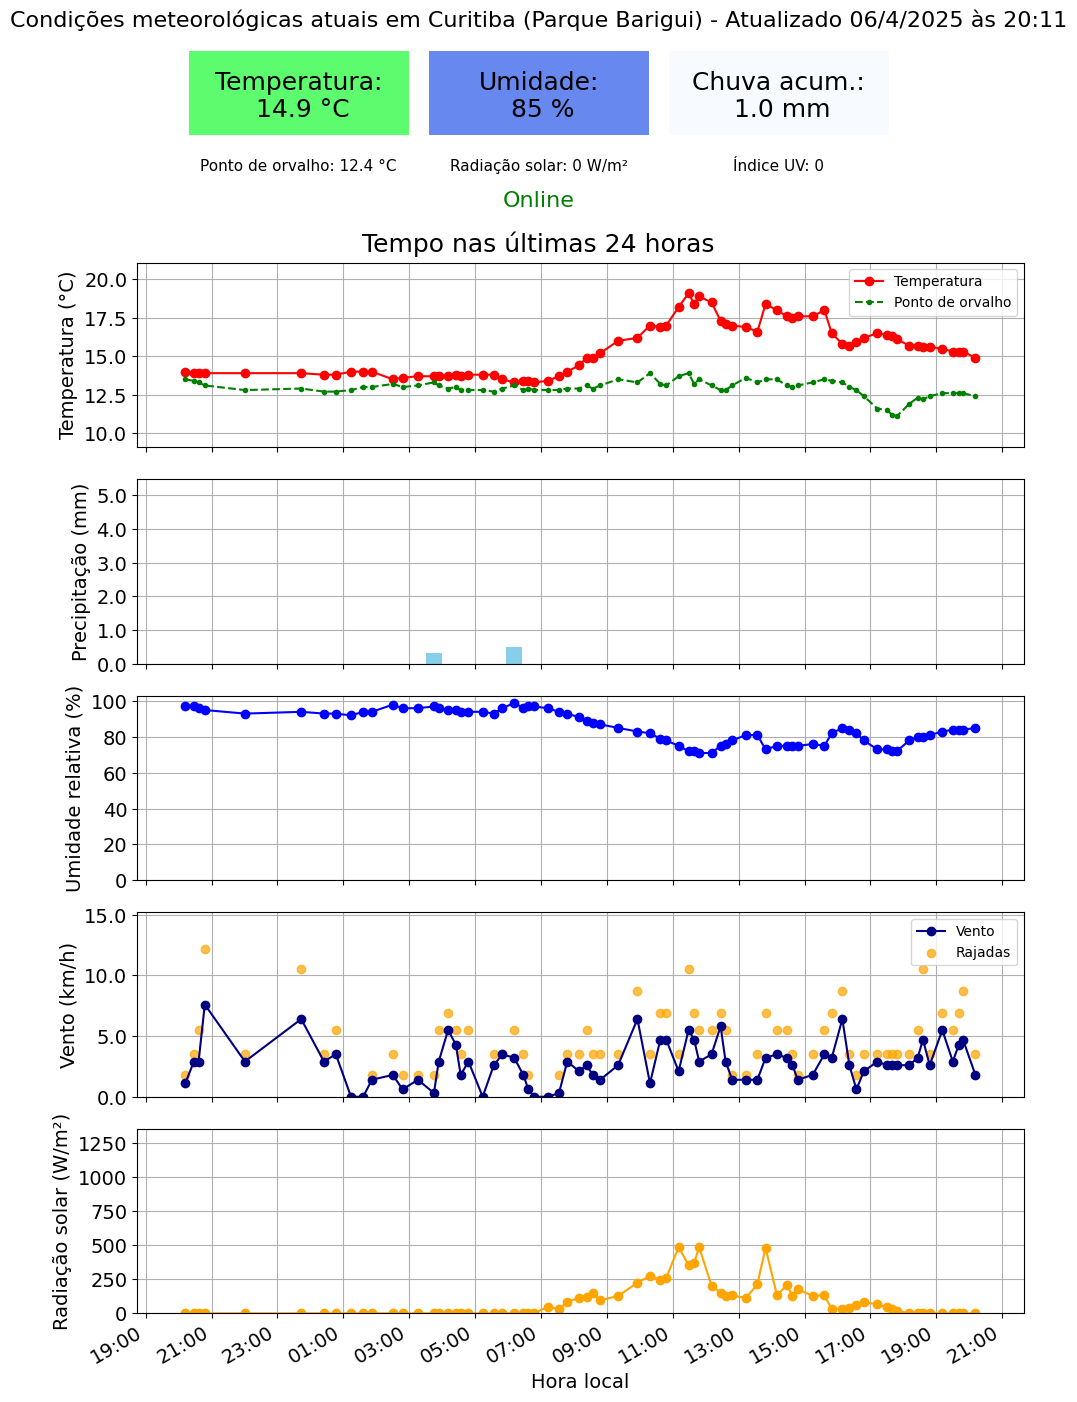 Condições meteorológicas atuais em Curitiba (Parque Barigui) - Atualizado 06/4/2025 às 20:11
Temperatura:
14.9 °C
Umidade:
85 %
Chuva acum.:
1.0 mm
Ponto de orvalho: 12.4 °C
Radiação solar: 0 W/m²
Índice UV: 0
Online
Tempo nas últimas 24 horas
Temperatura (°C)
20.0
17.5
15.0
12.5
10.0
Temperatura
Ponto de orvalho
Precipitação (mm)
5.0
4.0
3.0
2.0
1.0
0.0
Umidade relativa (%)
100
80
60
40
20
0
Vento (km/h)
15.0
10.0
5.0
0.0
Vento
Rajadas
Radiação solar (W/m²)
1250
1000
750
500
250
0
19:00
21:00
23:00
01:00
03:00
05:00
07:00
09:00
11:00
13:00
15:00
17:00
19:00
21:00
Hora local